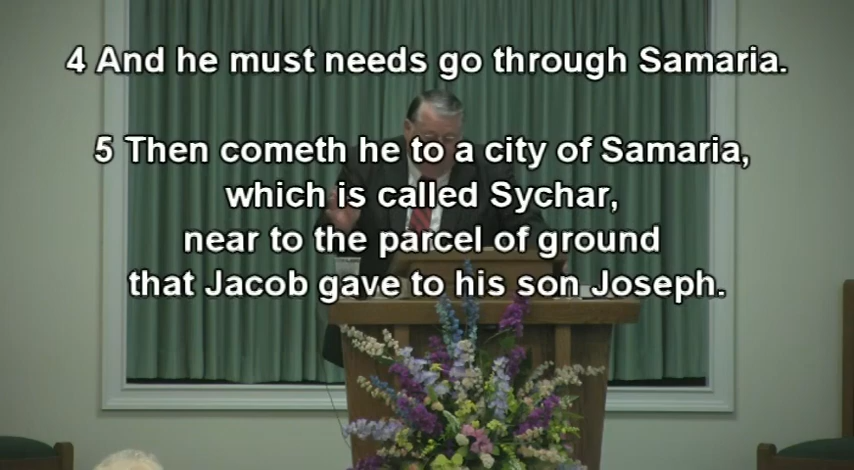 4 And he must needs go through Samaria.
5 Then cometh he to a city of Samaria,
which is called Sychar,
near to the parcel of ground
that Jacob gave to his son Joseph.